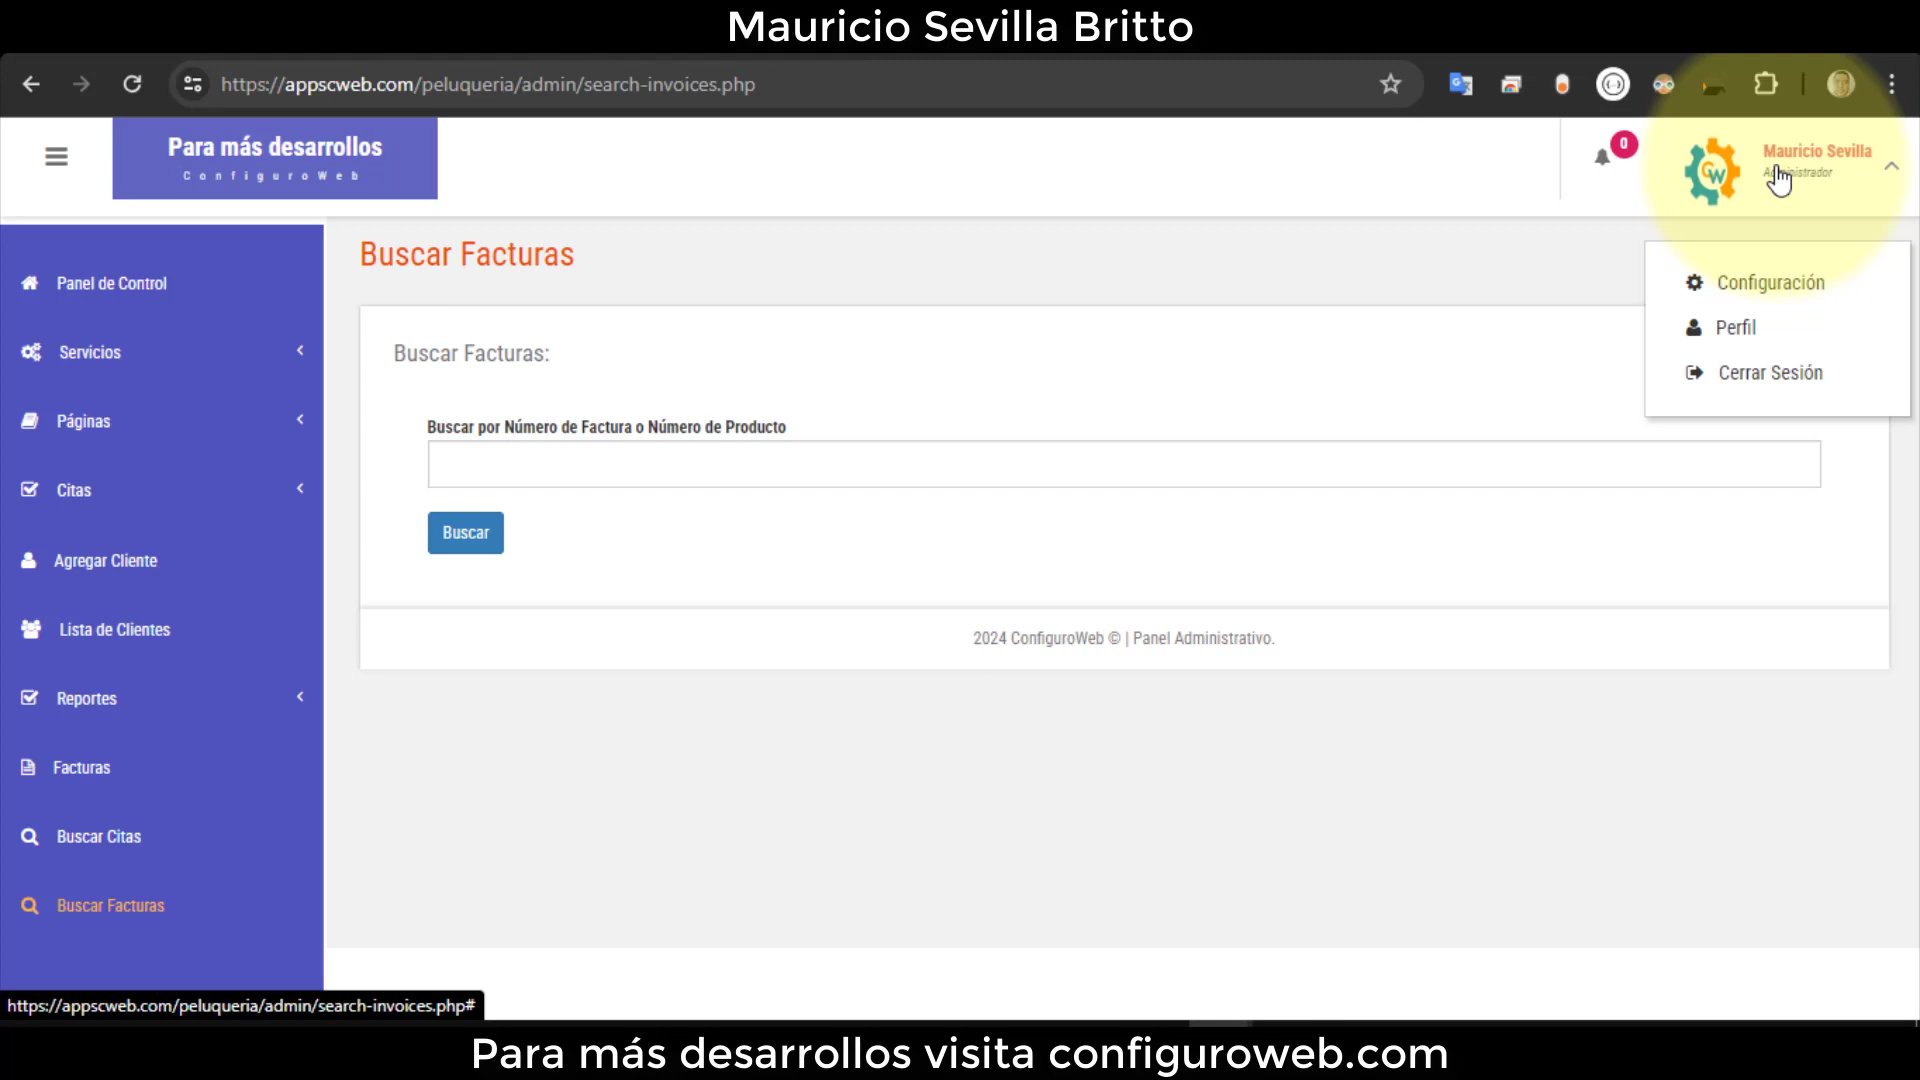 Mauricio Sevilla Britto
https://appscweb.com/peluqueria/admin/search-invoices.php
Para más desarrollos
ConfiguroWeb
0
CW
Mauricio Sevilla
Administrador
Configuración
Perfil
Cerrar Sesión
Panel de Control
Servicios
Páginas
Citas
Agregar Cliente
Lista de Clientes
Reportes
Facturas
Buscar Citas
Buscar Facturas
Buscar Facturas
Buscar Facturas:
Buscar por Número de Factura o Número de Producto
Buscar
2024 ConfiguroWeb © | Panel Administrativo.
https://appscweb.com/peluqueria/admin/search-invoices.php#
Para más desarrollos visita configuroweb.com